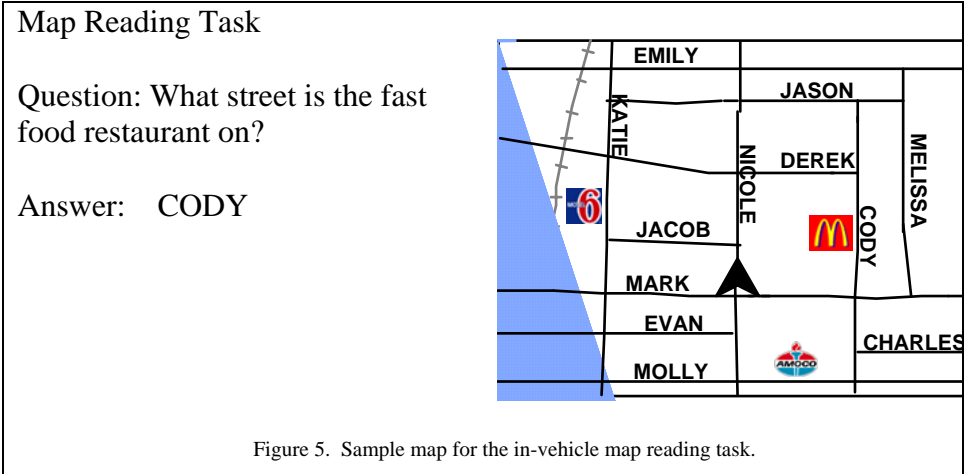 Map Reading Task
Question: What street is the fast
food restaurant on?
Answer: CODY
EMILY
JASON
KATIE
NICOLE
DEREK
MELISSA
6
M
CODY
JACOB
MARK
EVAN
CHARLES
AMOCO
MOLLY
Figure 5. Sample map for the in-vehicle map reading task.